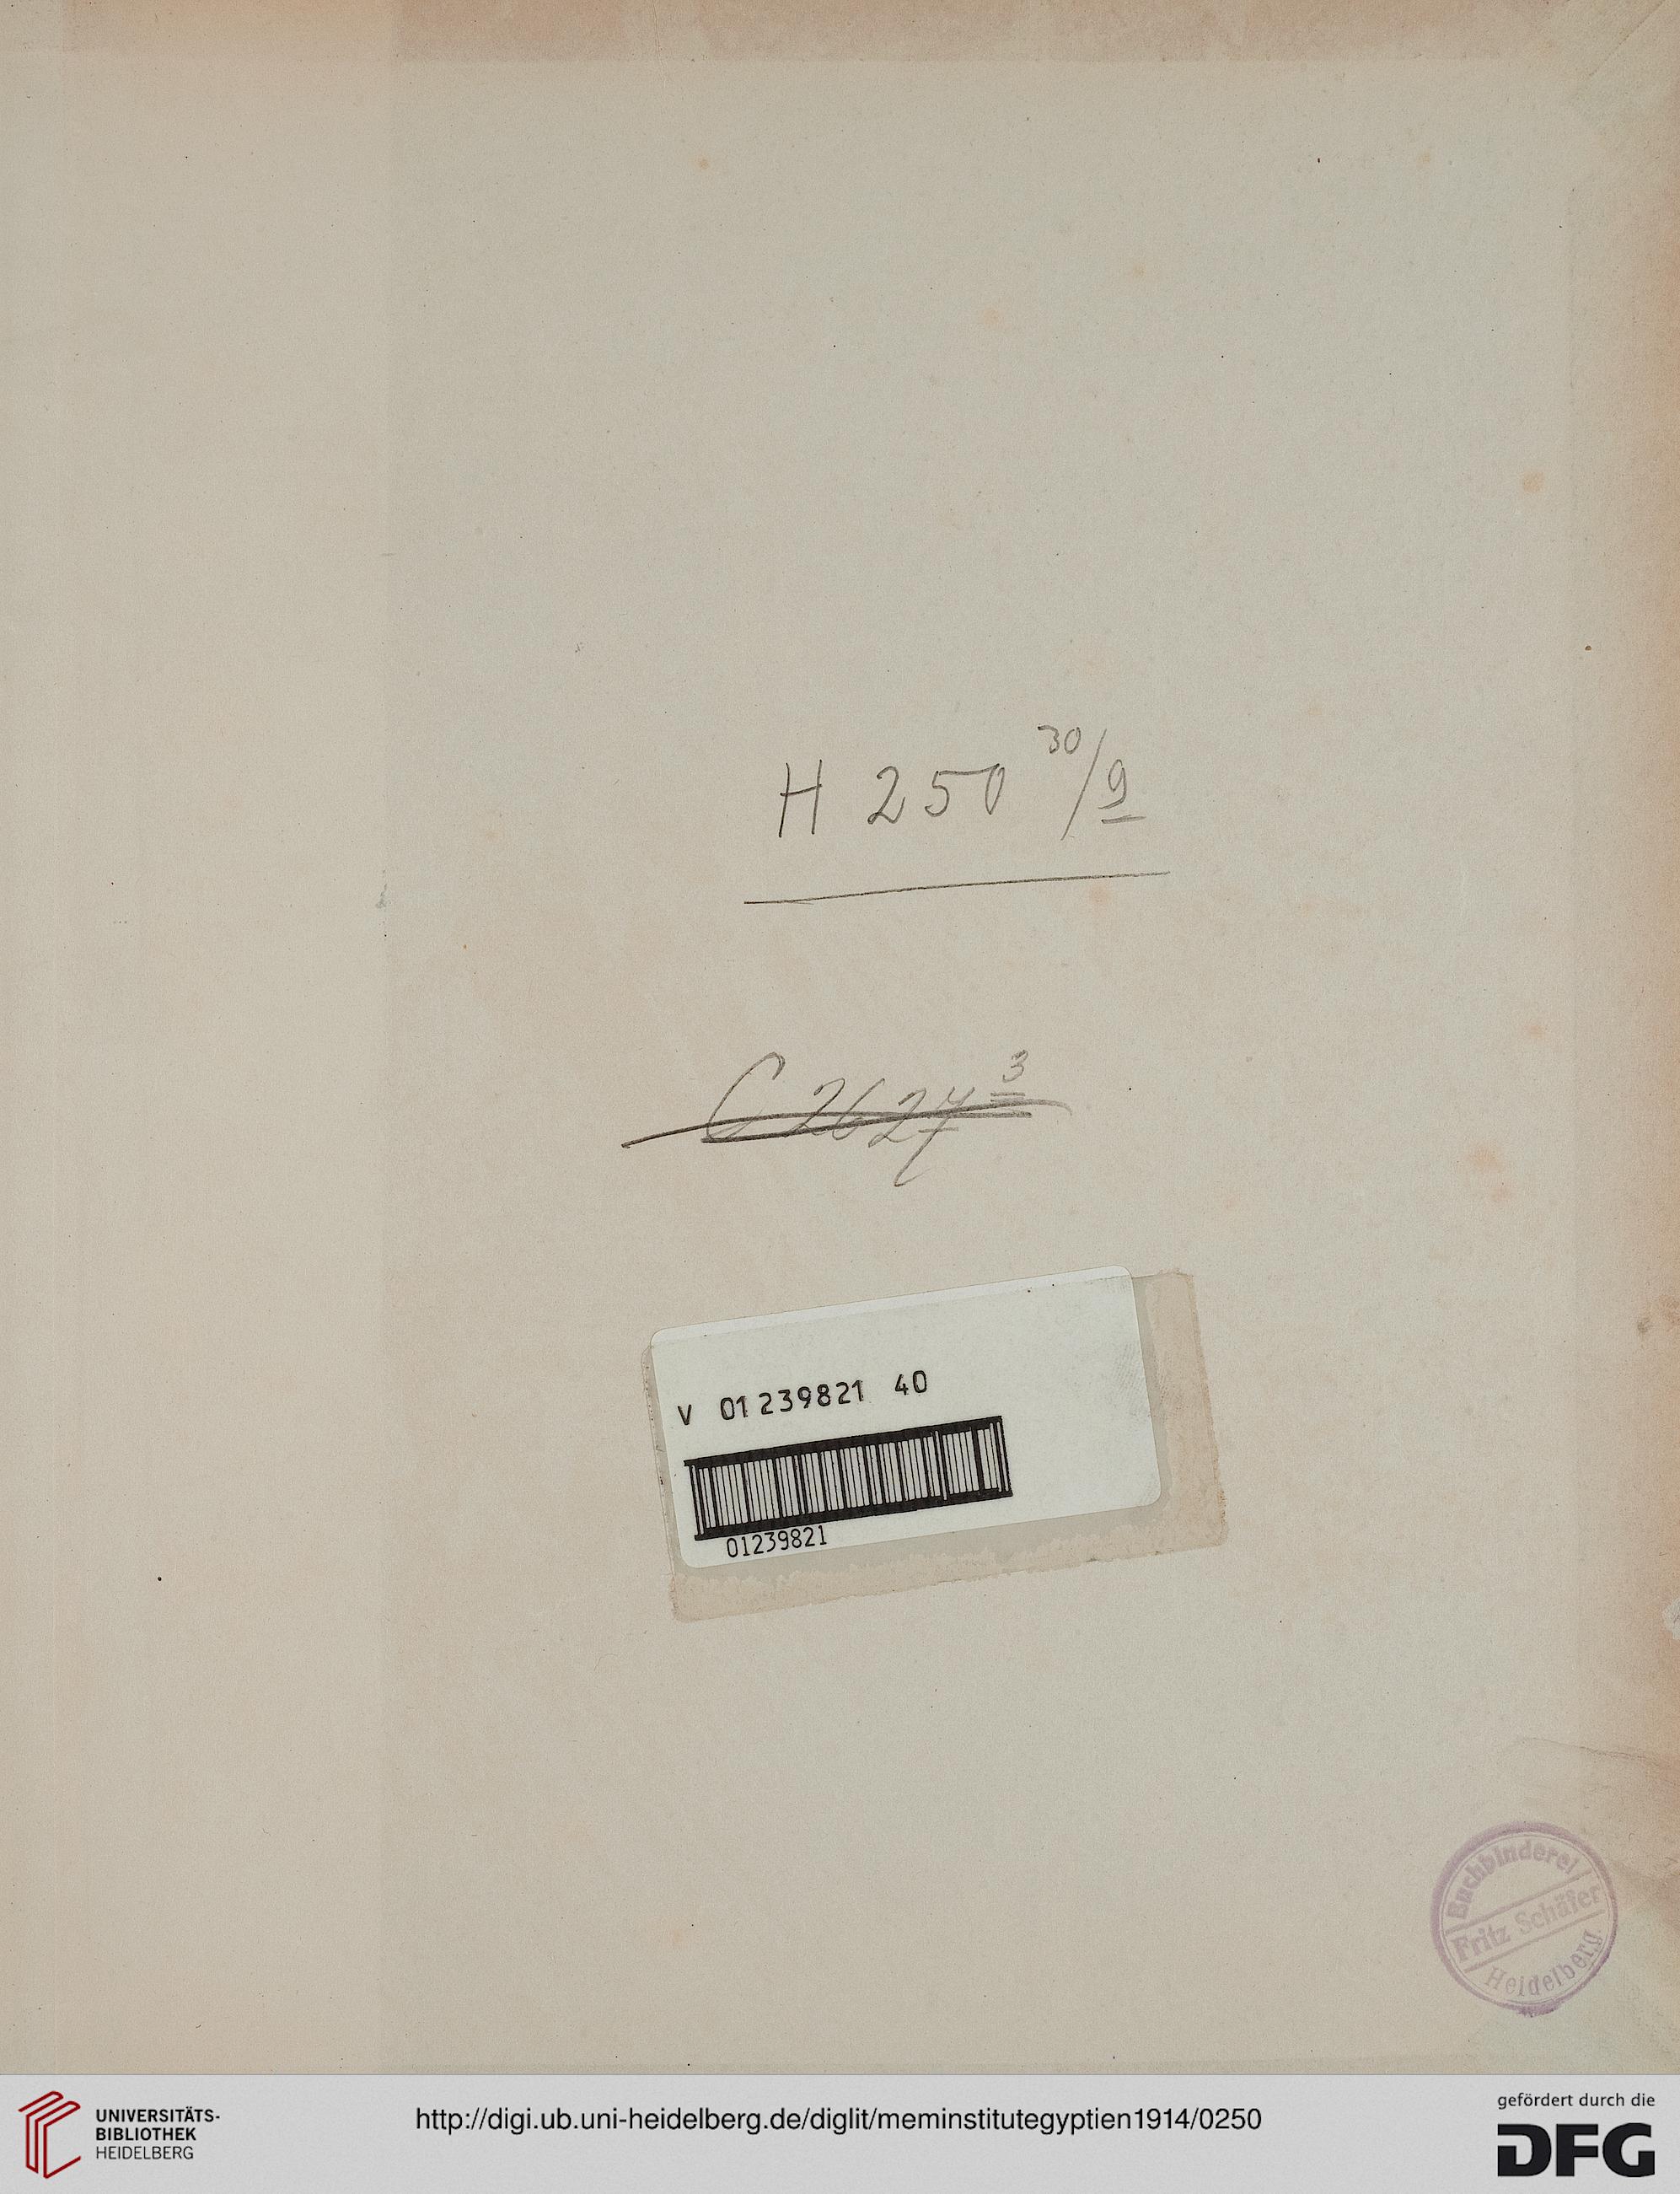 H 250 30/9
C 2627 3
V 01239821 40
01239821
Buchbinderei
Fritz Schäfer
Heidelberg
UNIVERSITÄTS-
BIBLIOTHEK
HEIDELBERG
http://digi.ub.uni-heidelberg.de/diglit/meminstitutegyptien1914/0250
gefördert durch die
DFG